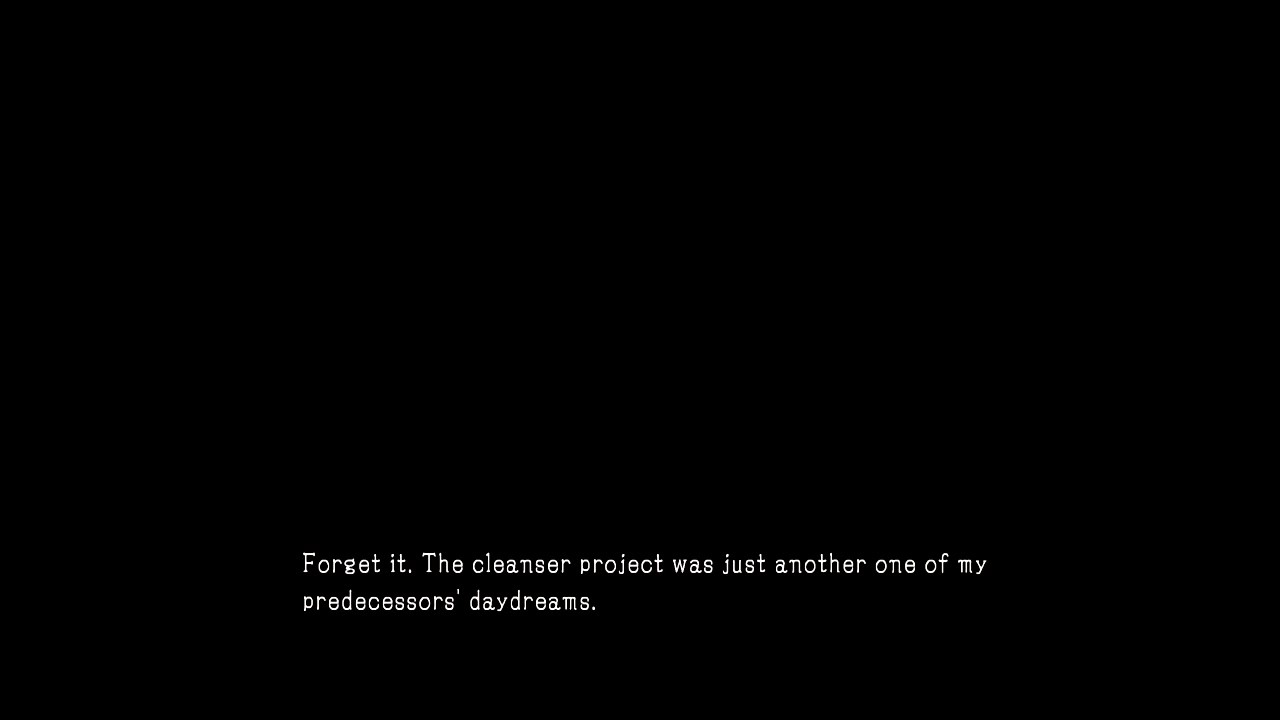 Forget it. The cleanser project was just another one of my
predecessors' daydreams.